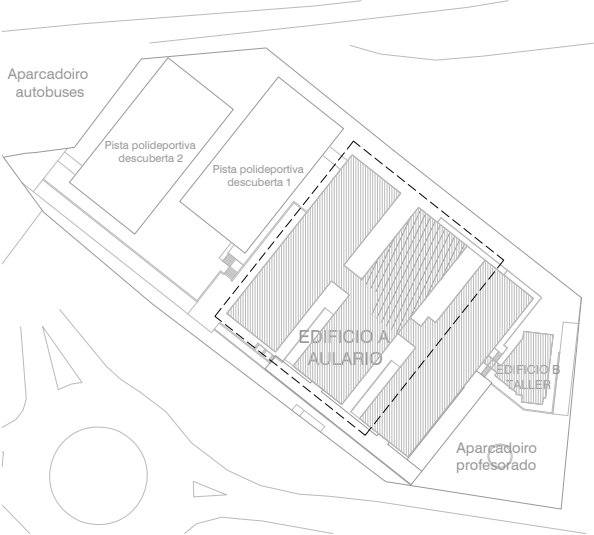 Aparcadoiro
autobuses
Pista polideportiva
descuberta 2
Pista polideportiva
descuberta 1
EDIFICIO A
AULARIO
EDIFICIO B
TALLER
Aparcadoiro
profesorado